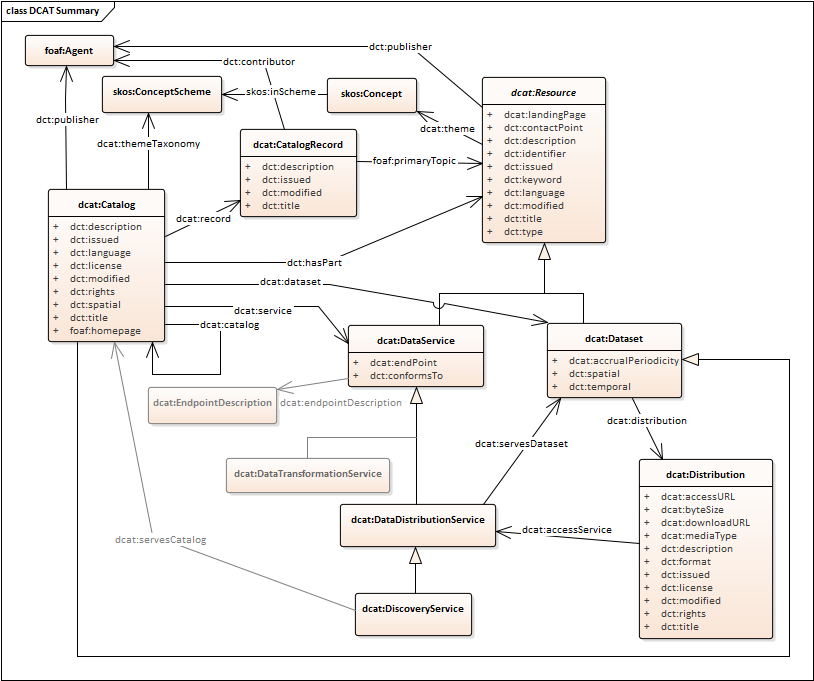 class DCAT Summary
foaf:Agent
dct:publisher
dct:contributor
skos:ConceptScheme
skos:inScheme
skos:Concept
dcat:Resource
+ dcat:landingPage
+ dct:contactPoint
+ dct:description
+ dct:identifier
+ dct:issued
+ dct:keyword
+ dct:language
+ dct:modified
+ dct:title
+ dct:type
dct:publisher
dcat:theme
dcat:themeTaxonomy
dcat:CatalogRecord
+ dct:description
+ dct:issued
+ dct:modified
+ dct:title
foaf:primaryTopic
dcat:Catalog
+ dct:description
+ dct:issued
+ dct:language
+ dct:license
+ dct:modified
+ dct:rights
+ dct:spatial
+ dct:title
+ foaf:homepage
dcat:record
dct:hasPart
dcat:dataset
dcat:service
dcat:catalog
dcat:DataService
+ dcat:endPoint
+ dct:conformsTo
dcat:Dataset
+ dcat:accrualPeriodicity
+ dct:spatial
+ dct:temporal
dcat:EndpointDescription
dcat:endpointDescription
dcat:distribution
dcat:servesDataset
dcat:DataTransformationService
dcat:Distribution
+ dcat:accessURL
+ dcat:byteSize
+ dcat:downloadURL
+ dcat:mediaType
+ dct:description
+ dct:format
+ dct:issued
+ dct:license
+ dct:modified
+ dct:rights
+ dct:title
dcat:DataDistributionService
dcat:accessService
dcat:servesCatalog
dcat:DiscoveryService